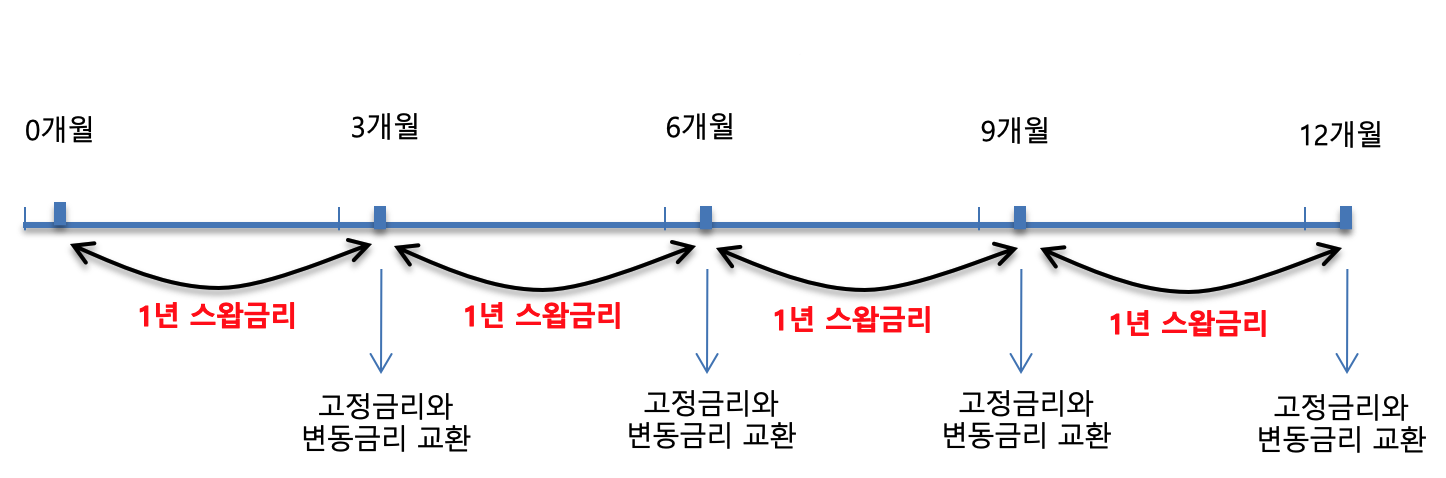 0개월
3개월
6개월
9개월
12개월
1년 스왑금리
1년 스왑금리
1년 스왑금리
1년 스왑금리
고정금리와
변동금리 교환
고정금리와
변동금리 교환
고정금리와
변동금리 교환
고정금리와
변동금리 교환